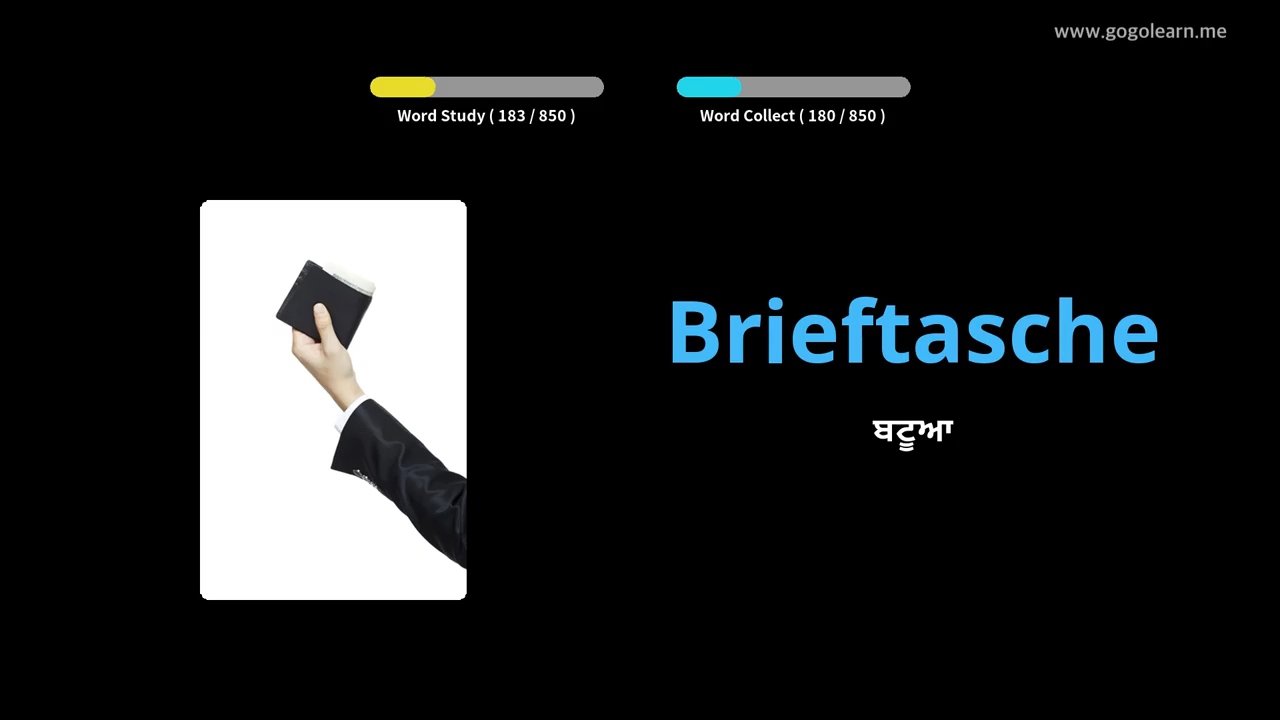 www.gogolearn.me
Word Study ( 183 / 850 )
Word Collect ( 180 / 850 )
Brieftasche
ਬਟੂਆ